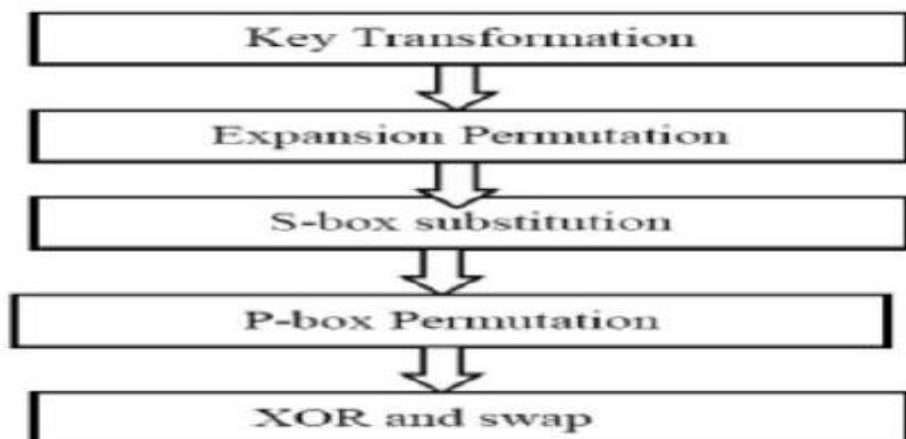 Key Transformation
Expansion Permutation
S-box substitution
P-box Permutation
XOR and swap